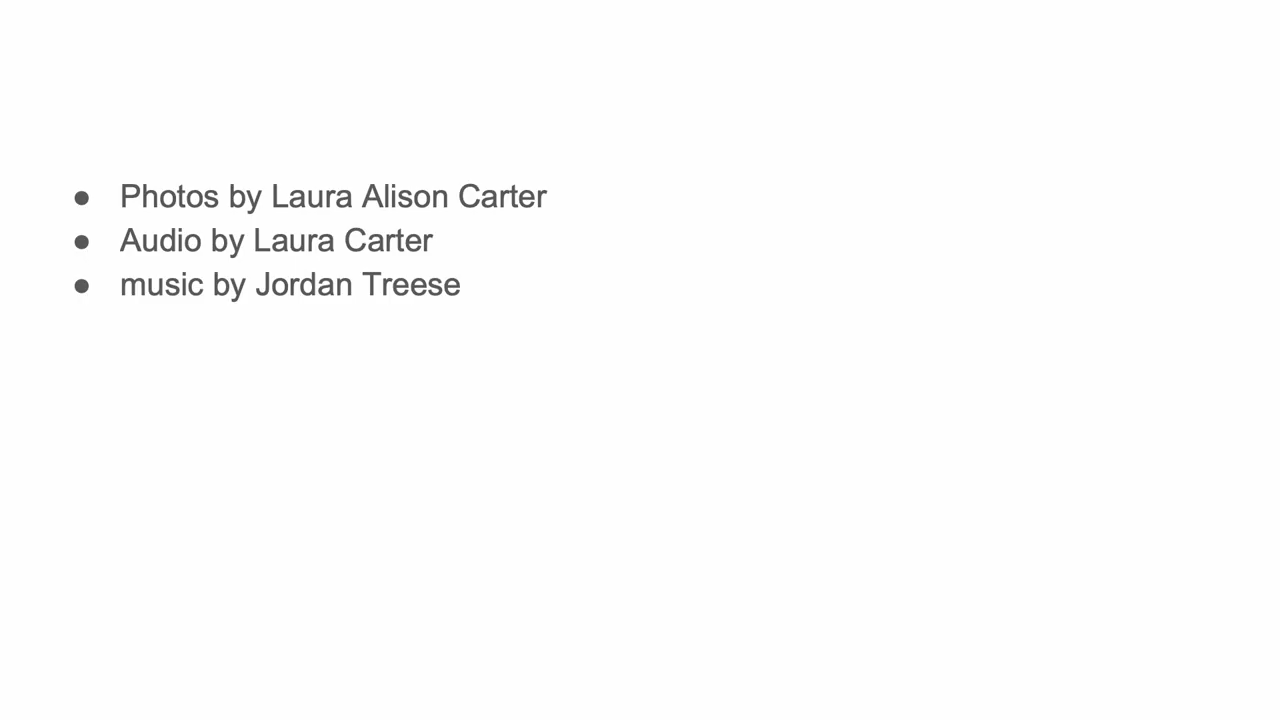 ● Photos by Laura Alison Carter
● Audio by Laura Carter
● music by Jordan Treese